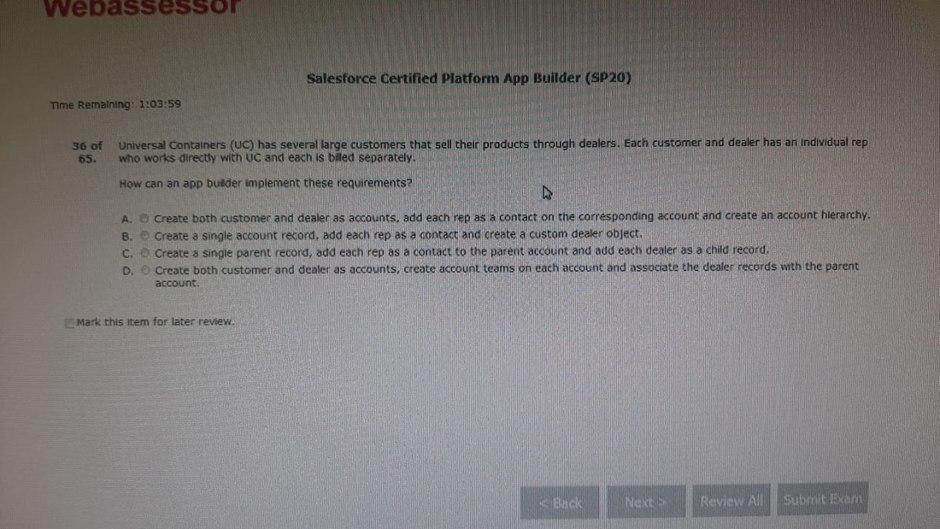 Webassessor
Salesforce Certified Platform App Builder (SP20)
Time Remaining: 1:03:59
36 of Universal Containers (UC) has several large customers that sell their products through dealers. Each customer and dealer has an individual rep
65. who works directly with UC and each is billed separately.
How can an app builder implement these requirements?
A. Create both customer and dealer as accounts, add each rep as a contact on the corresponding account and create an account hierarchy.
B. Create a single account record, add each rep as a contact and create a custom dealer object.
C. Create a single parent record, add each rep as a contact to the parent account and add each dealer as a child record.
D. Create both customer and dealer as accounts, create account teams on each account and associate the dealer records with the parent
account.
Mark this item for later review.
< Back Next > Review All Submit Exam